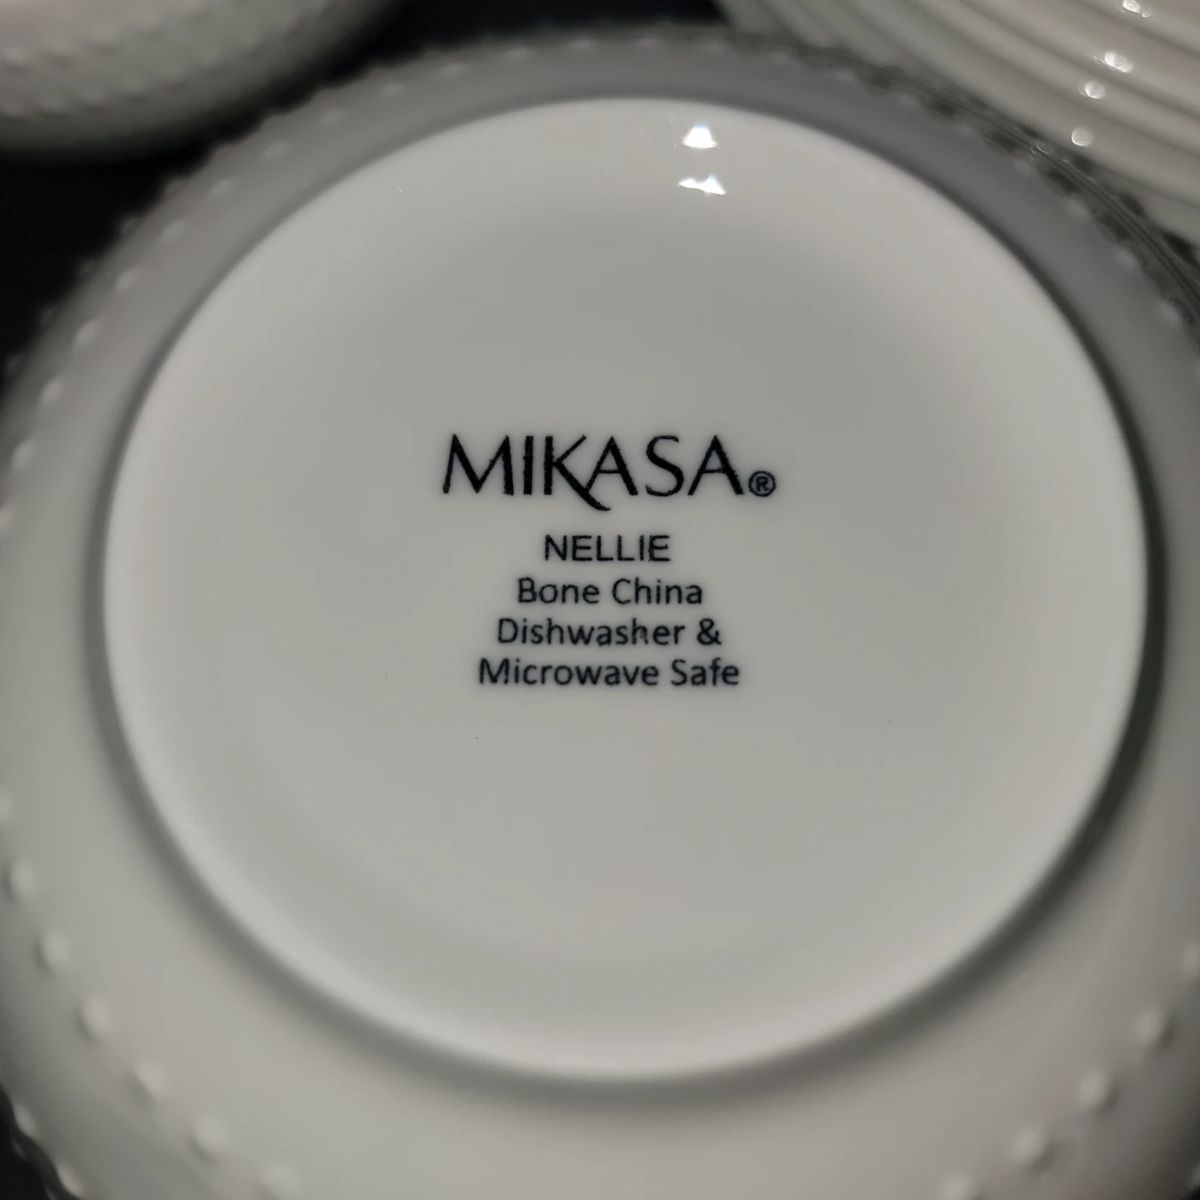 MIKASA®
NELLIE
Bone China
Dishwasher &
Microwave Safe